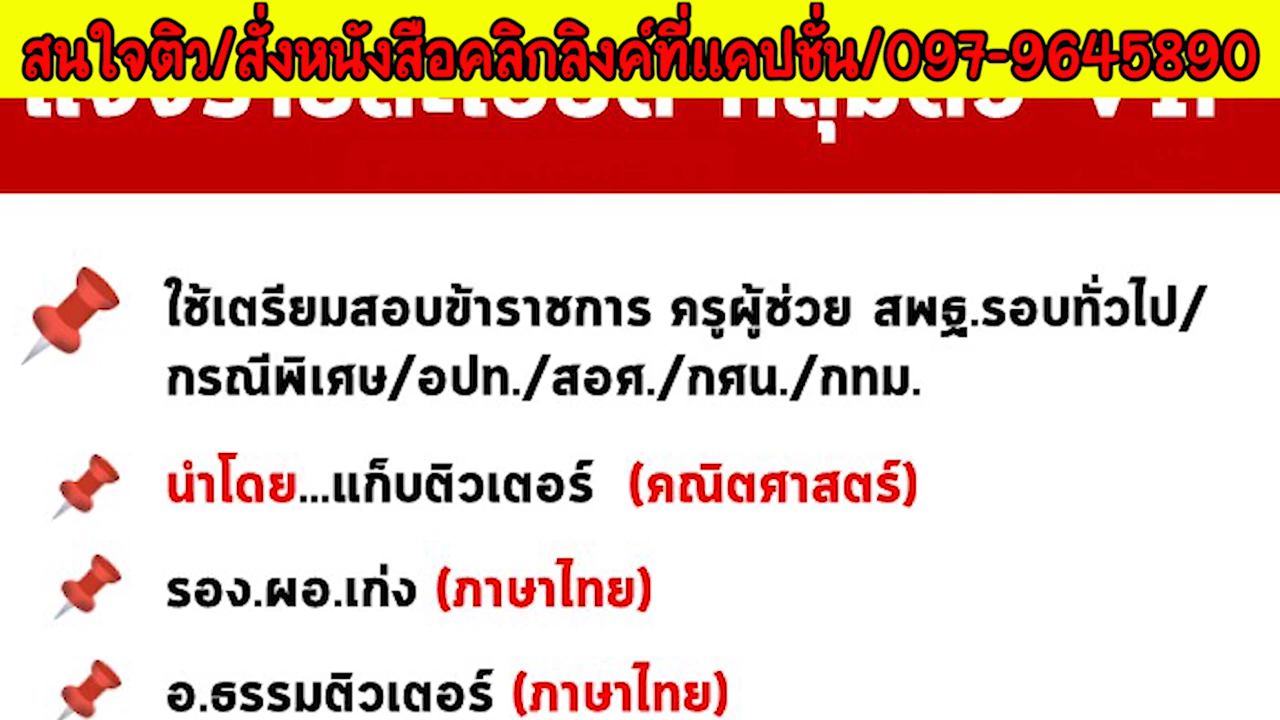 สนใจติว/สั่งหนังสือคลิกลิงค์ที่แคปชั่น/097-9645890
ใช้เตรียมสอบข้าราชการ ครูผู้ช่วย สพฐ.รอบทั่วไป/
กรณีพิเศษ/อปท./สอศ./กศน./กทม.
นำโดย...แก็บติวเตอร์ (คณิตศาสตร์)
รอง.ผอ.เก่ง (ภาษาไทย)
อ.ธรรมติวเตอร์ (ภาษาไทย)